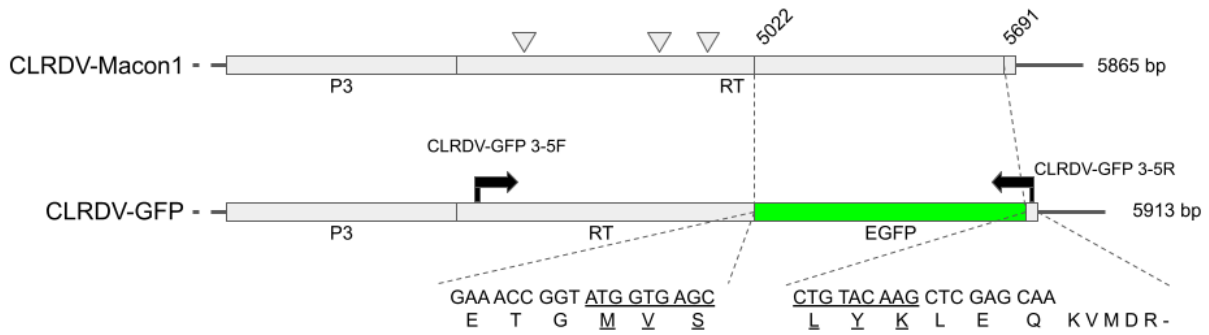 5022 5691
CLRDV-Macon1 - 5865 bp
P3 RT
CLRDV-GFP 3-5F
CLRDV-GFP 3-5R
CLRDV-GFP - 5913 bp
P3 RT EGFP
GAA ACC GGT ATG GTG AGC CTG TAC AAG CTC GAG CAA
E T G M V S L Y K L E Q K V M D R -